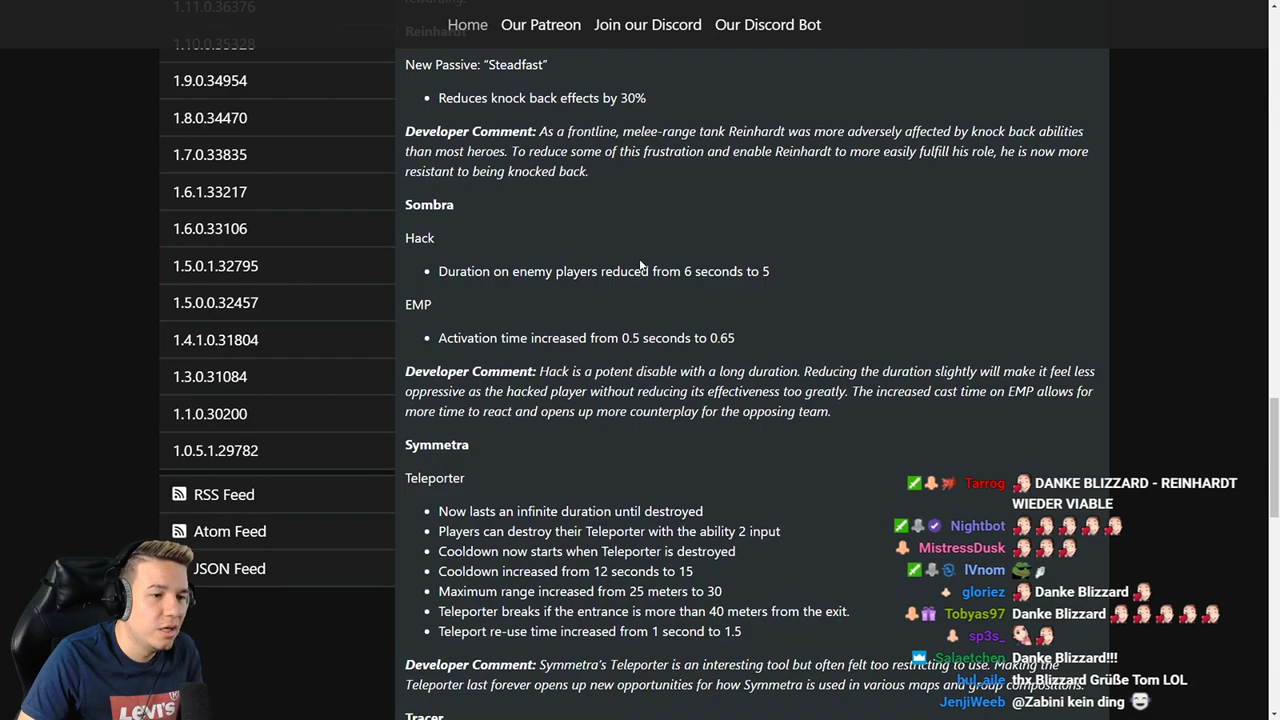 1.11.0.36376
1.10.0.35328
1.9.0.34954
1.8.0.34470
1.7.0.33835
1.6.1.33217
1.6.0.33106
1.5.0.1.32795
1.5.0.0.32457
1.4.1.0.31804
1.3.0.31084
1.1.0.30200
1.0.5.1.29782
RSS Feed
Atom Feed
JSON Feed
Home Our Patreon Join our Discord Our Discord Bot
rewarding.
Reinhardt
New Passive: “Steadfast”
Reduces knock back effects by 30%
Developer Comment: As a frontline, melee-range tank Reinhardt was more adversely affected by knock back abilities
than most heroes. To reduce some of this frustration and enable Reinhardt to more easily fulfill his role, he is now more
resistant to being knocked back.
Sombra
Hack
Duration on enemy players reduced from 6 seconds to 5
EMP
Activation time increased from 0.5 seconds to 0.65
Developer Comment: Hack is a potent disable with a long duration. Reducing the duration slightly will make it feel less
oppressive as the hacked player without reducing its effectiveness too greatly. The increased cast time on EMP allows for
more time to react and opens up more counterplay for the opposing team.
Symmetra
Teleporter
Now lasts an infinite duration until destroyed
Players can destroy their Teleporter with the ability 2 input
Cooldown now starts when Teleporter is destroyed
Cooldown increased from 12 seconds to 15
Maximum range increased from 25 meters to 30
Teleporter breaks if the entrance is more than 40 meters from the exit.
Teleport re-use time increased from 1 second to 1.5
Developer Comment: Symmetra’s Teleporter is an interesting tool but often felt too restricting to use. Making the
Teleporter last forever opens up new opportunities for how Symmetra is used in various maps and group compositions.
Tracer
Tarrog DANKE BLIZZARD - REINHARDT
WIEDER VIABLE
Nightbot
MistressDusk
lVnom
gloriez Danke Blizzard
Tobyas97 Danke Blizzard
sp3s_
Salaetchen Danke Blizzard!!!
bul_aile thx Blizzard Grüße Tom LOL
JenjiWeeb @Zabini kein ding
LEVI'S